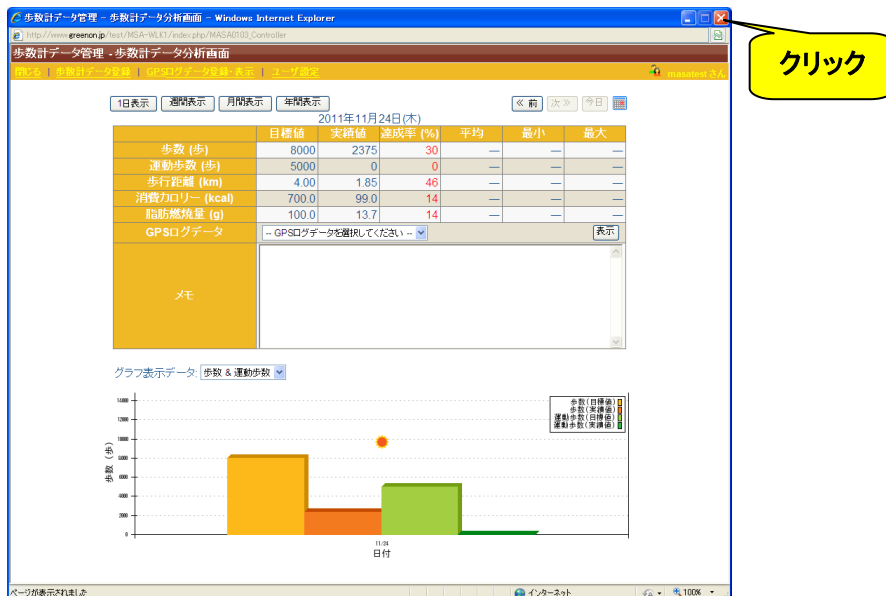 歩数計データ管理 - 歩数計データ分析画面 - Windows Internet Explorer
http://www.greenon.jp/test/MSA-WLK1/index.php/MASA0103_Controller
歩数計データ管理 - 歩数計データ分析画面
クリック
閉じる | 歩数計データ登録 | GPSログデータ登録・表示 | ユーザ設定 masatest さん
1日表示 週間表示 月間表示 年間表示 ≪ 前 次 ≫ 今日
2011年11月24日(木)
目標値 実績値 達成率 (%) 平均 最小 最大
歩数 (歩) 8000 2375 30 — — —
運動歩数 (歩) 5000 0 0 — — —
歩行距離 (km) 4.00 1.85 46 — — —
消費カロリー (kcal) 700.0 99.0 14 — — —
脂肪燃焼量 (g) 100.0 13.7 14 — — —
GPSログデータ -- GPSログデータを選択してください -- 表示
メモ
グラフ表示データ: 歩数 & 運動歩数
歩数(目標値)
歩数(実績値)
運動歩数(目標値)
運動歩数(実績値)
14000
12000
10000
8000
6000
4000
2000
0
歩数 (歩)
11/24
日付
ページが表示されました インターネット 100%